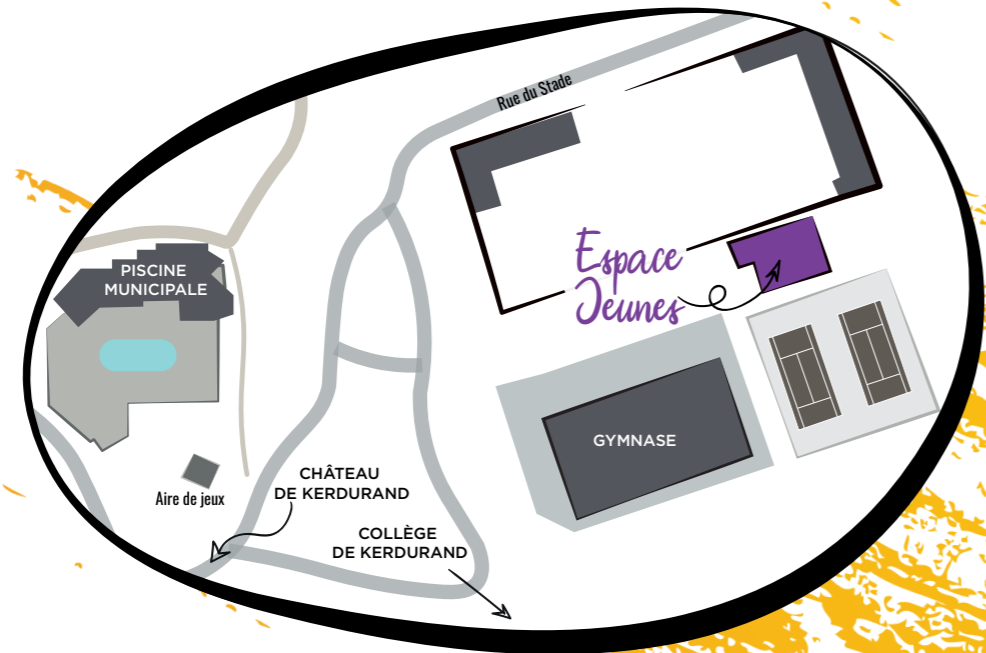 Rue du Stade
Espace
Jeunes
PISCINE
MUNICIPALE
GYMNASE
CHÂTEAU
DE KERDURAND
Aire de jeux
COLLÈGE
DE KERDURAND